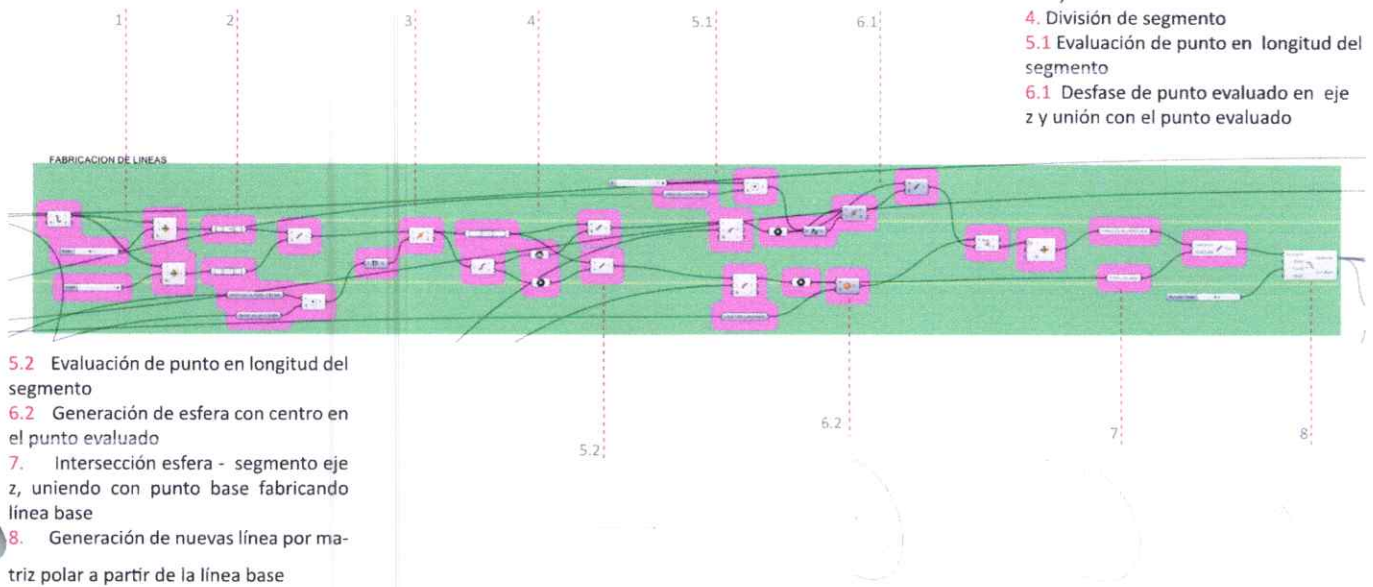 1
2
3
4
5.1
6.1
4. División de segmento
5.1 Evaluación de punto en longitud del
segmento
6.1 Desfase de punto evaluado en eje
z y unión con el punto evaluado
FABRICACION DE LINEAS
5.2 Evaluación de punto en longitud del
segmento
6.2 Generación de esfera con centro en
el punto evaluado
7. Intersección esfera - segmento eje
z, uniendo con punto base fabricando
línea base
8. Generación de nuevas línea por ma-
triz polar a partir de la línea base
5.2
6.2
7
8